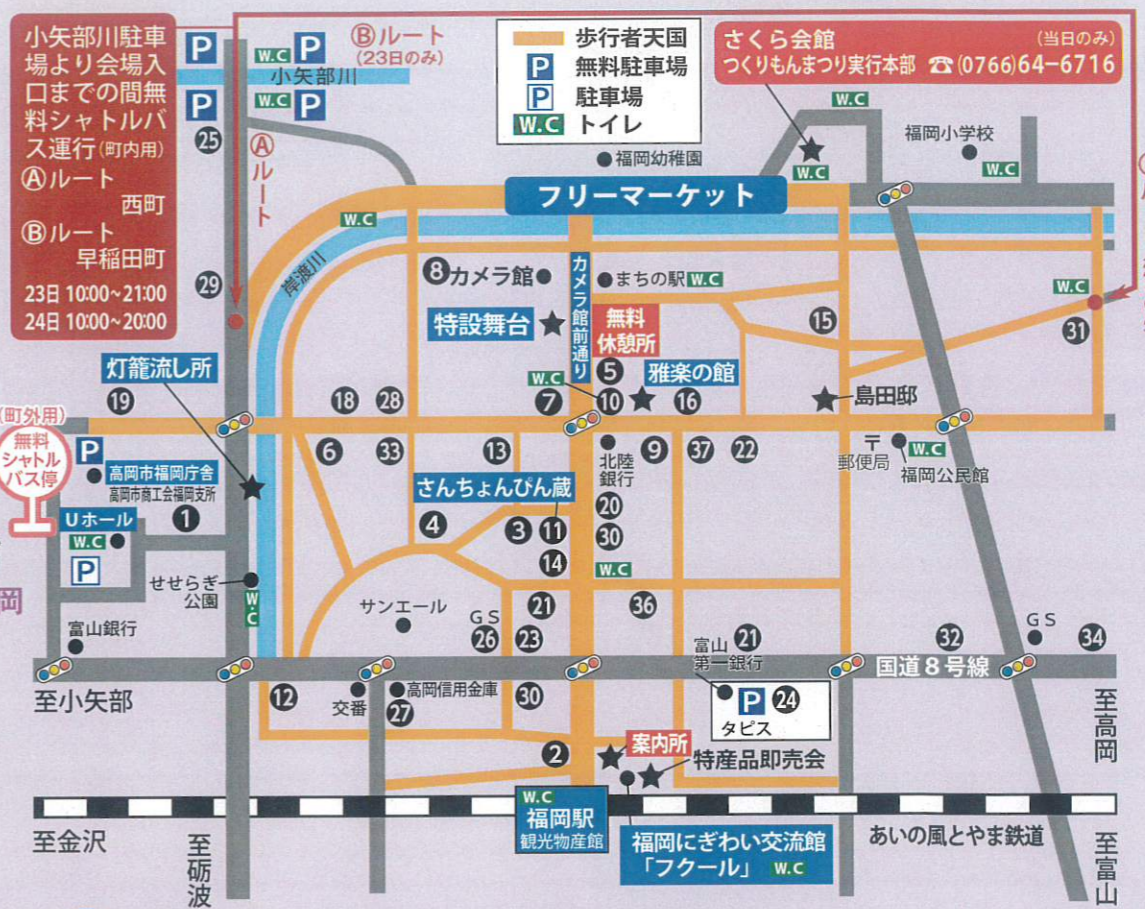 小矢部川駐車
場より会場入
口までの間無
料シャトルバ
ス運行(町内用)
Ⓐルート
西町
Ⓑルート
早稲田町
23日 10:00~21:00
24日 10:00~20:00
P
W.C P
小矢部川
P
W.C P
Ⓑルート
(23日のみ)
歩行者天国
P 無料駐車場
P 駐車場
W.C トイレ
さくら会館 (当日のみ)
つくりもんまつり実行本部 ☎(0766)64-6716
W.C
福岡小学校
W.C
W.C
福岡幼稚園
25
Ⓐルート
フリーマーケット
W.C
岸渡川
29
8 カメラ館
カメラ館前通り
まちの駅 W.C
W.C
特設舞台
無料
休憩所
15
31
灯籠流し所
5
雅楽の館
W.C
19
18
28
7
10
16
島田邸
(町外用)
無料
シャトル
バス停
P
高岡市福岡庁舎
高岡市商工会福岡支所
6
33
13
北陸
銀行
9
37
22
〒
郵便局
福岡公民館
W.C
さんちょんぴん蔵
1
Uホール
W.C
P
4
3
11
20
30
14
W.C
せせらぎ
公園
W.C
サンエール
21
36
岡
富山銀行
GS
26
23
富山
第一銀行
21
32
GS
34
国道8号線
至小矢部
12
交番
高岡信用金庫
27
30
P 24
タピス
至高岡
2
案内所
特産品即売会
W.C
福岡駅
観光物産館
福岡にぎわい交流館
「フクール」 W.C
あいの風とやま鉄道
至金沢
至砺波
至富山